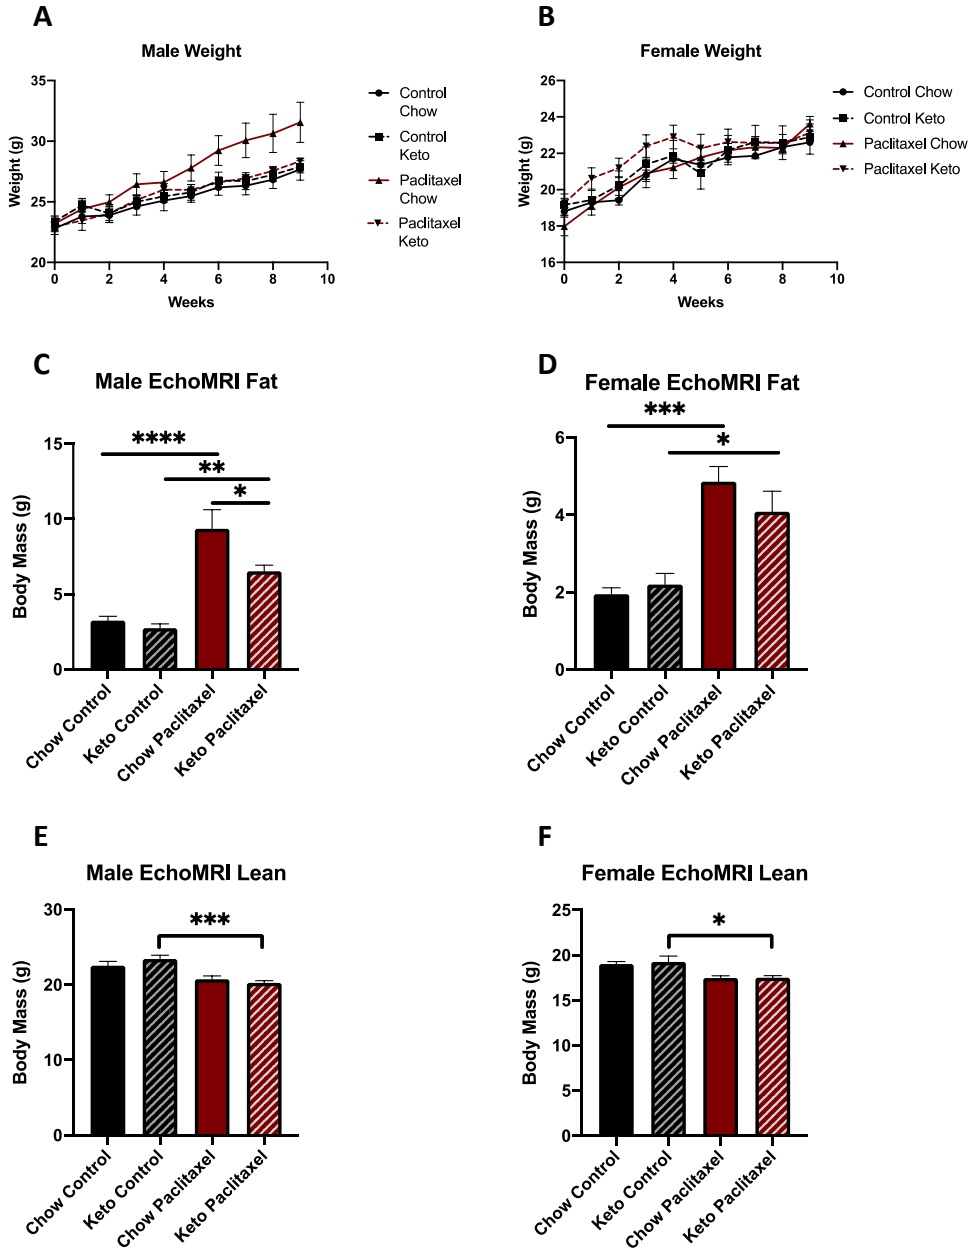 A
Male Weight
Weight (g)
35
30
25
20
0 2 4 6 8 10
Weeks
Control
Chow
Control
Keto
Paclitaxel
Chow
Paclitaxel
Keto
B
Female Weight
Weight (g)
26
24
22
20
18
16
0 2 4 6 8 10
Weeks
Control Chow
Control Keto
Paclitaxel Chow
Paclitaxel Keto
C
Male EchoMRI Fat
Body Mass (g)
15
10
5
0
****
**
*
Chow Control
Keto Control
Chow Paclitaxel
Keto Paclitaxel
D
Female EchoMRI Fat
Body Mass (g)
6
4
2
0
***
*
Chow Control
Keto Control
Chow Paclitaxel
Keto Paclitaxel
E
Male EchoMRI Lean
Body Mass (g)
30
20
10
0
***
Chow Control
Keto Control
Chow Paclitaxel
Keto Paclitaxel
F
Female EchoMRI Lean
Body Mass (g)
25
20
15
10
5
0
*
Chow Control
Keto Control
Chow Paclitaxel
Keto Paclitaxel